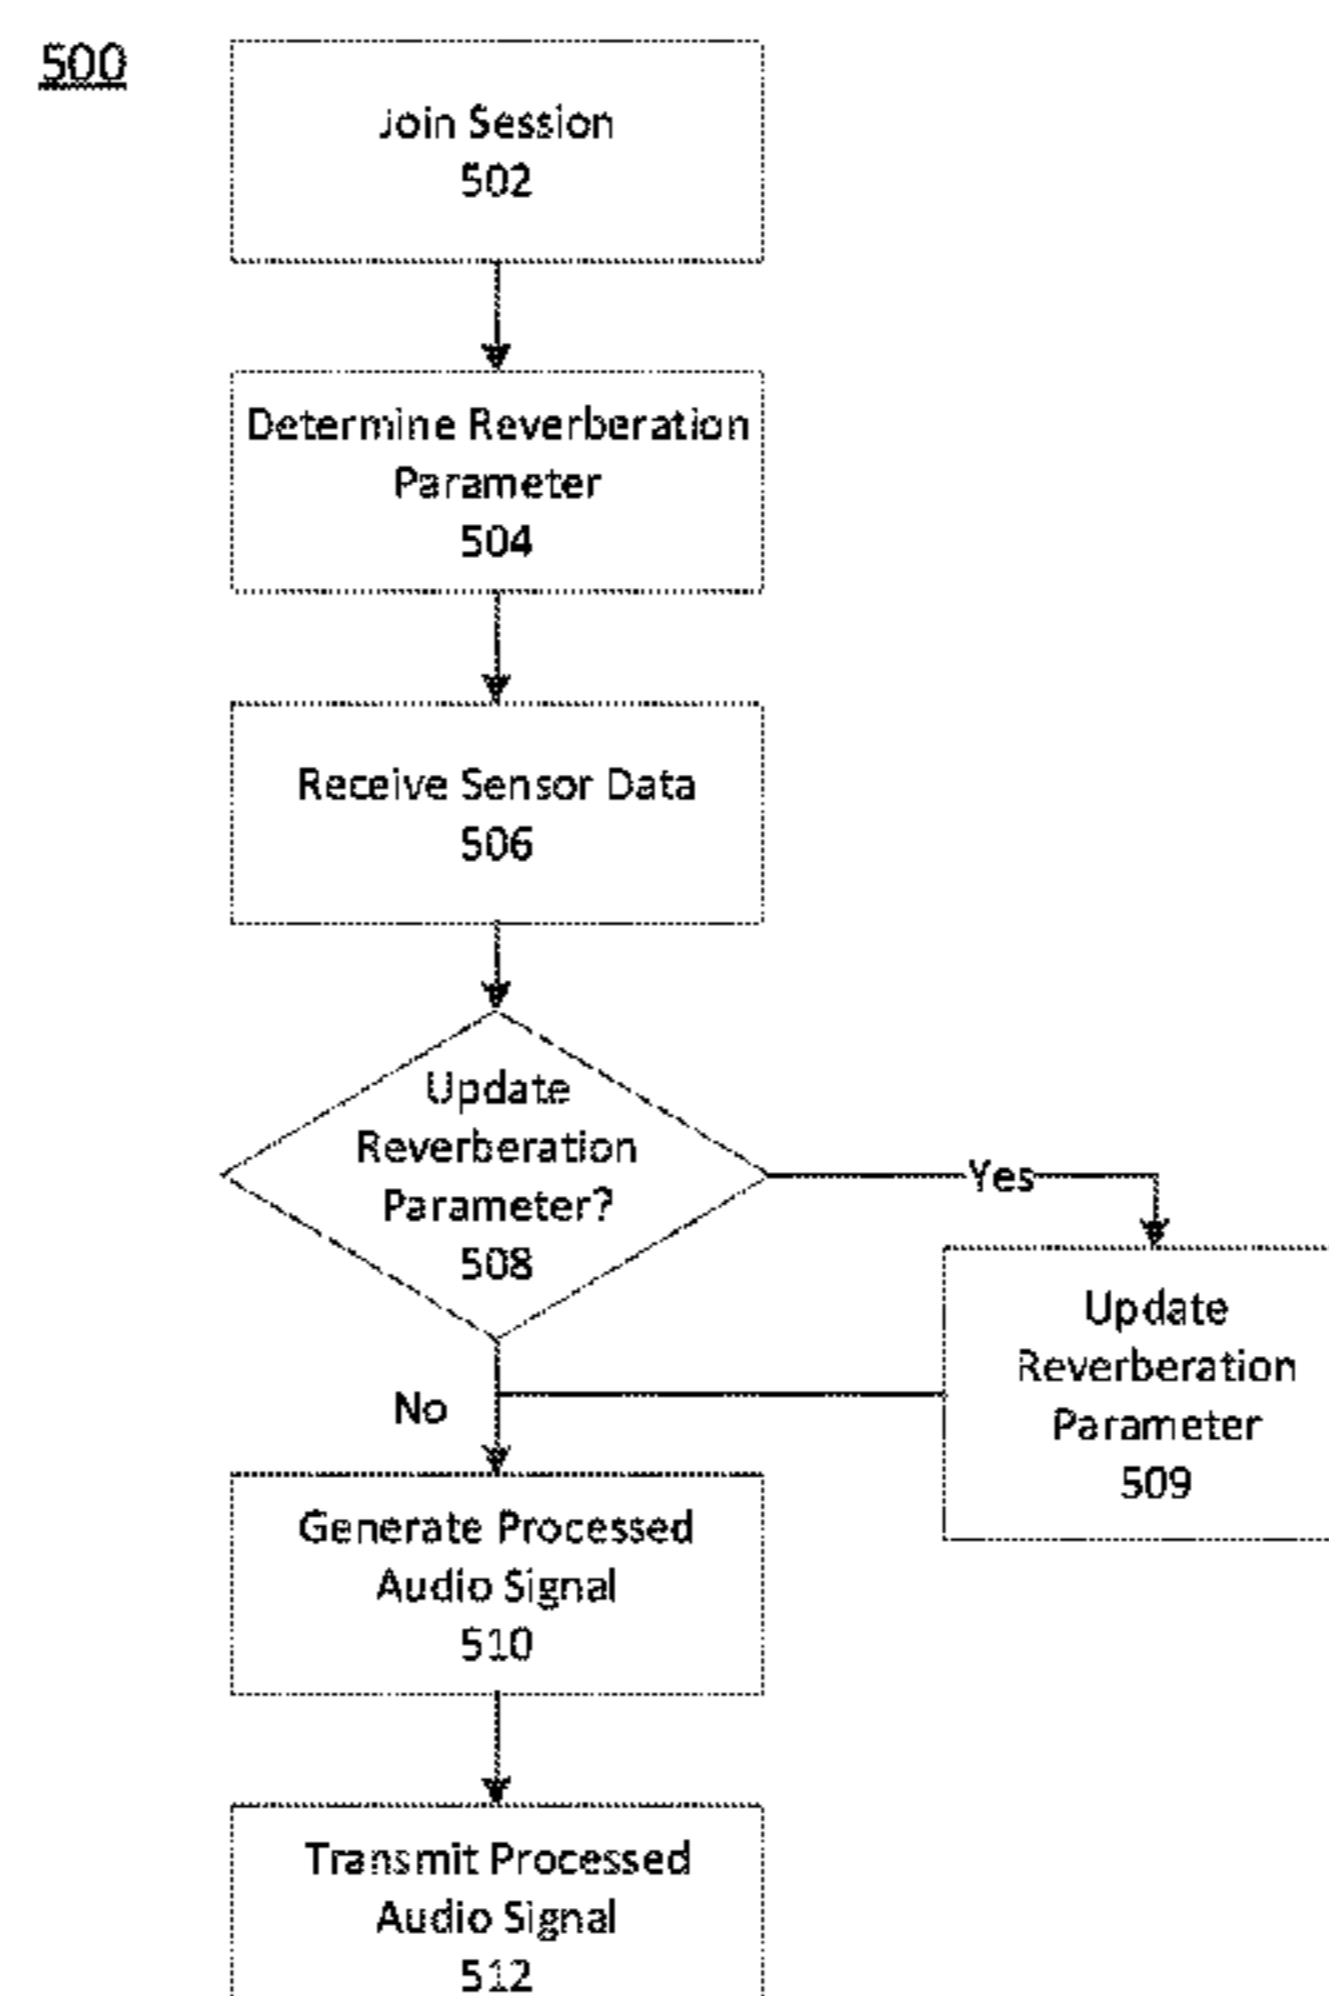 500
Join Session
502
Determine Reverberation
Parameter
504
Receive Sensor Data
506
Update
Reverberation
Parameter?
508
Yes
Update
Reverberation
Parameter
509
No
Generate Processed
Audio Signal
510
Transmit Processed
Audio Signal
512